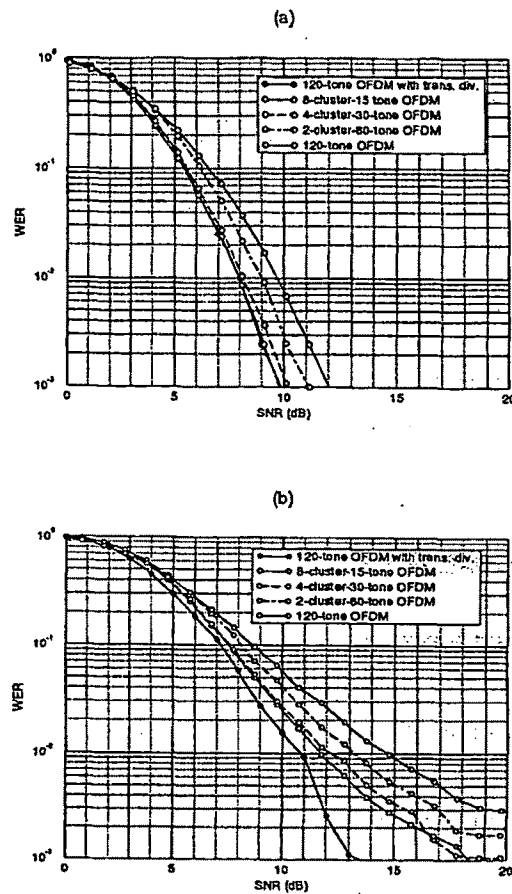 (a)
10⁰
10⁻¹
10⁻²
10⁻³
WER
120-tone OFDM with trans. div.
8-cluster-15 tone OFDM
4-cluster-30-tone OFDM
2-cluster-60-tone OFDM
120-tone OFDM
0 5 10 15 20
SNR [dB]
(b)
10⁰
10⁻¹
10⁻²
10⁻³
WER
120-tone OFDM with trans. div.
8-cluster-15-tone OFDM
4-cluster-30-tone OFDM
2-cluster-60-tone OFDM
120-tone OFDM
0 5 10 15 20
SNR [dB]